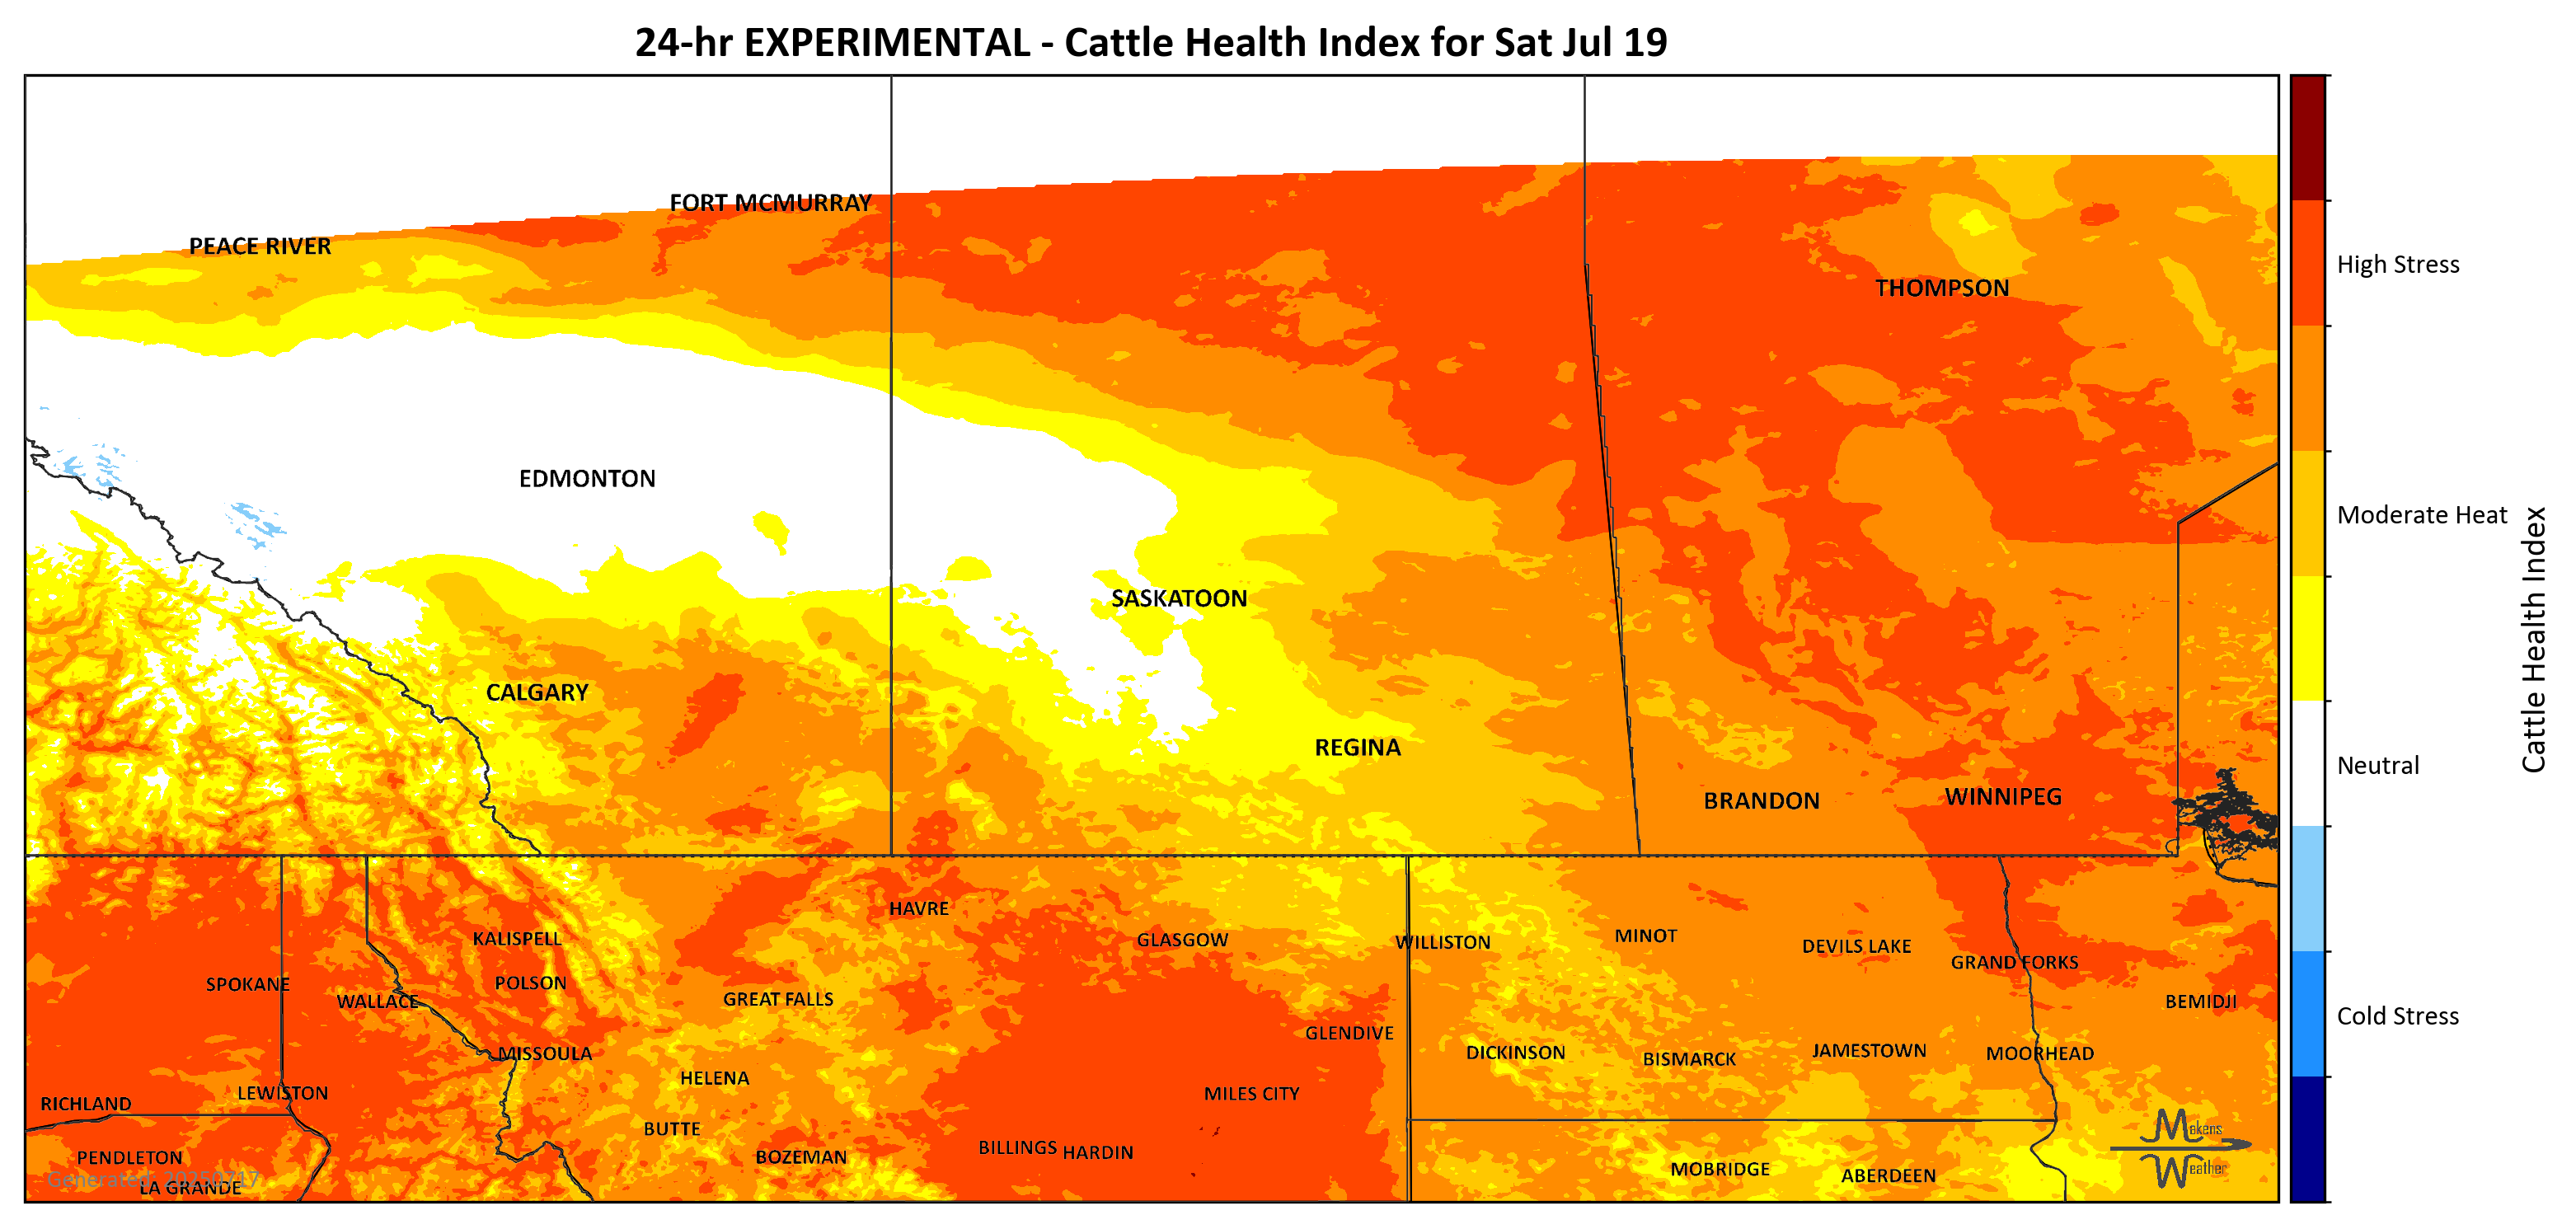 24-hr EXPERIMENTAL - Cattle Health Index for Sat Jul 19
FORT MCMURRAY
PEACE RIVER
THOMPSON
EDMONTON
SASKATOON
CALGARY
REGINA
BRANDON
WINNIPEG
HAVRE
KALISPELL
GLASGOW
WILLISTON
MINOT
DEVILS LAKE
GRAND FORKS
SPOKANE
POLSON
WALLACE
GREAT FALLS
BEMIDJI
GLENDIVE
MISSOULA
DICKINSON
BISMARCK
JAMESTOWN
MOORHEAD
HELENA
LEWISTON
MILES CITY
RICHLAND
BUTTE
BILLINGS
HARDIN
PENDLETON
BOZEMAN
MOBRIDGE
ABERDEEN
Generated: 20250717
LA GRANDE
Makens
Weather
High Stress
Moderate Heat
Neutral
Cold Stress
Cattle Health Index